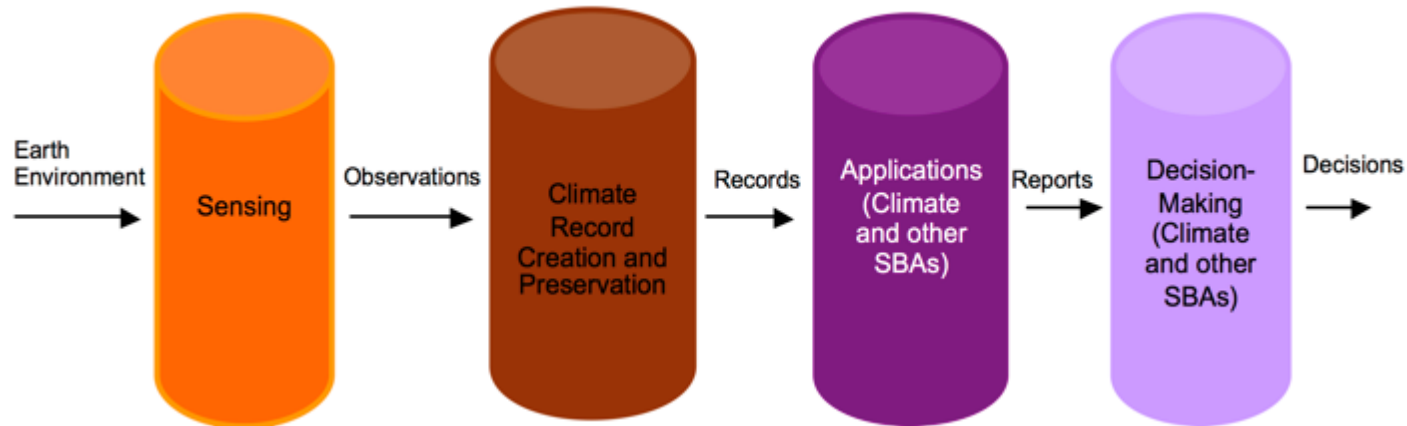 Earth
Environment
Sensing
Observations
Climate
Record
Creation and
Preservation
Records
Applications
(Climate
and other
SBAs)
Reports
Decision-
Making
(Climate
and other
SBAs)
Decisions